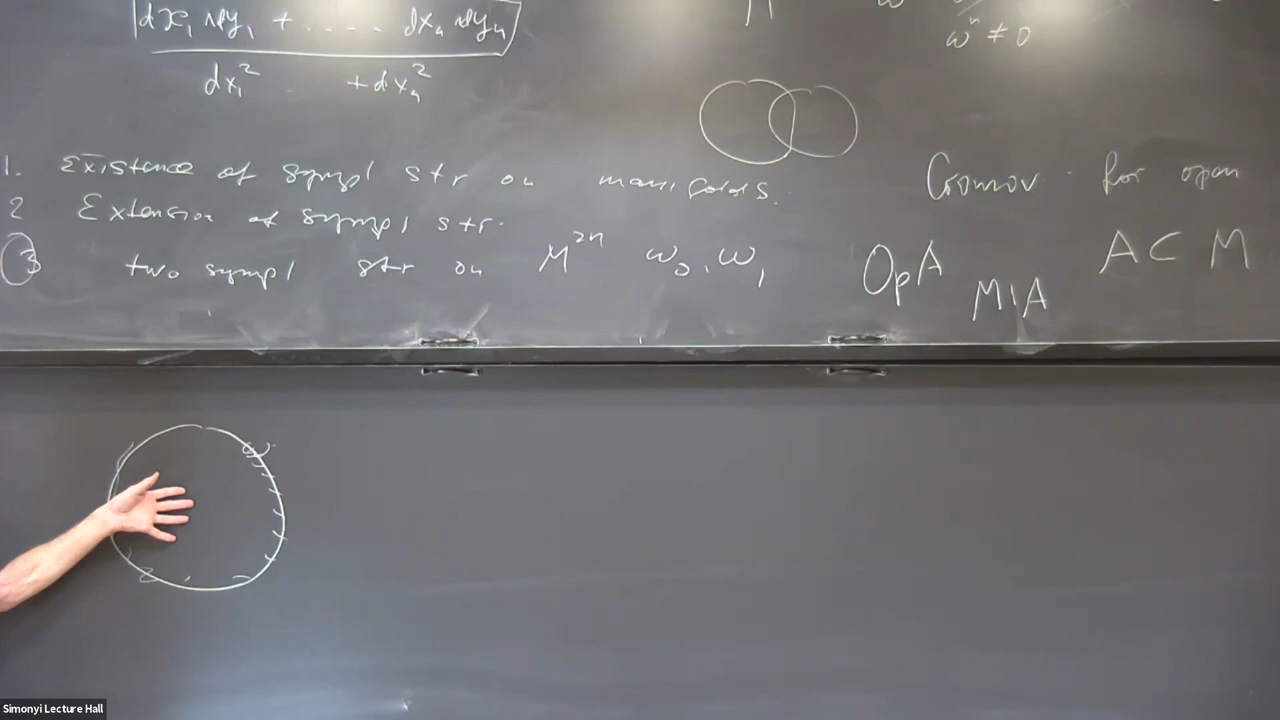 dx₁ ∧ dy₁ + .... dxₙ ∧ dyₙ
dx₁² + dxₙ²
ωⁿ ≠ 0
1. Existence of sympl str on manifolds.
2 Extension of sympl str.
3 two sympl str on M²ⁿ ω₀, ω₁
Gromov. for open
Op A M \ A A C M
ω
Simonyi Lecture Hall